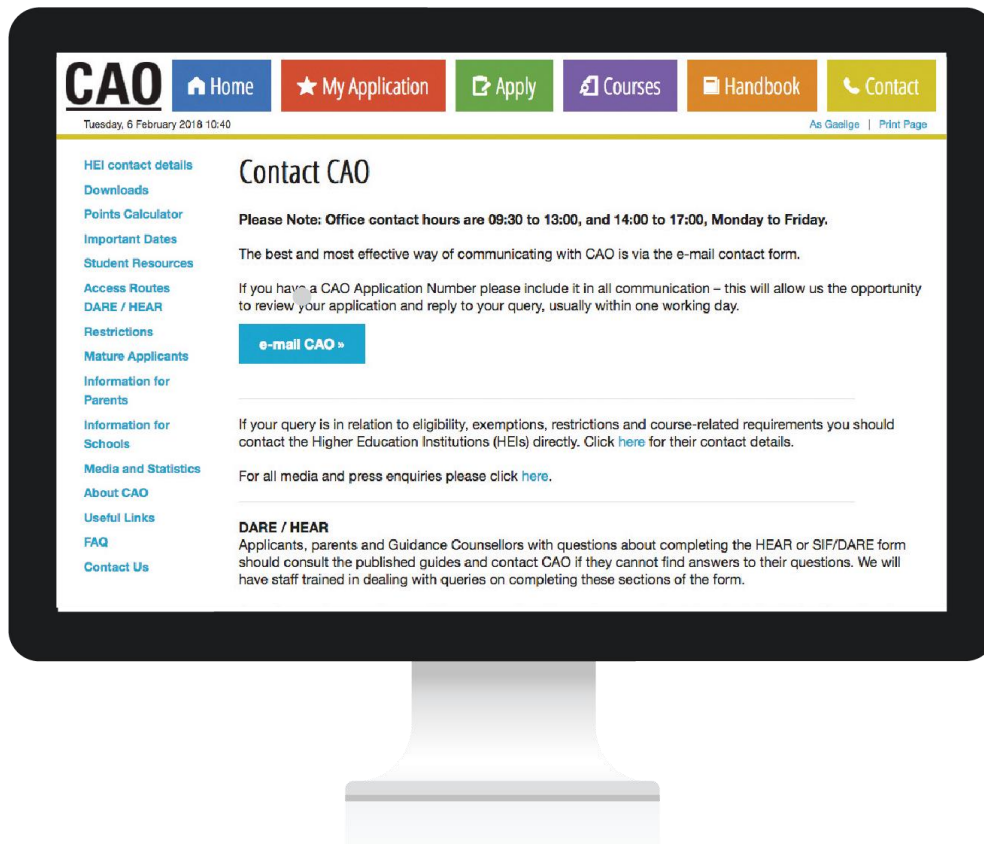 CAO
Home
My Application
Apply
Courses
Handbook
Contact
Tuesday, 6 February 2018 10:40
As Gaeilge | Print Page
HEI contact details
Downloads
Points Calculator
Important Dates
Student Resources
Access Routes
DARE / HEAR
Restrictions
Mature Applicants
Information for
Parents
Information for
Schools
Media and Statistics
About CAO
Useful Links
FAQ
Contact Us
Contact CAO
Please Note: Office contact hours are 09:30 to 13:00, and 14:00 to 17:00, Monday to Friday.
The best and most effective way of communicating with CAO is via the e-mail contact form.
If you have a CAO Application Number please include it in all communication – this will allow us the opportunity
to review your application and reply to your query, usually within one working day.
e-mail CAO »
If your query is in relation to eligibility, exemptions, restrictions and course-related requirements you should
contact the Higher Education Institutions (HEIs) directly. Click here for their contact details.
For all media and press enquiries please click here.
DARE / HEAR
Applicants, parents and Guidance Counsellors with questions about completing the HEAR or SIF/DARE form
should consult the published guides and contact CAO if they cannot find answers to their questions. We will
have staff trained in dealing with queries on completing these sections of the form.